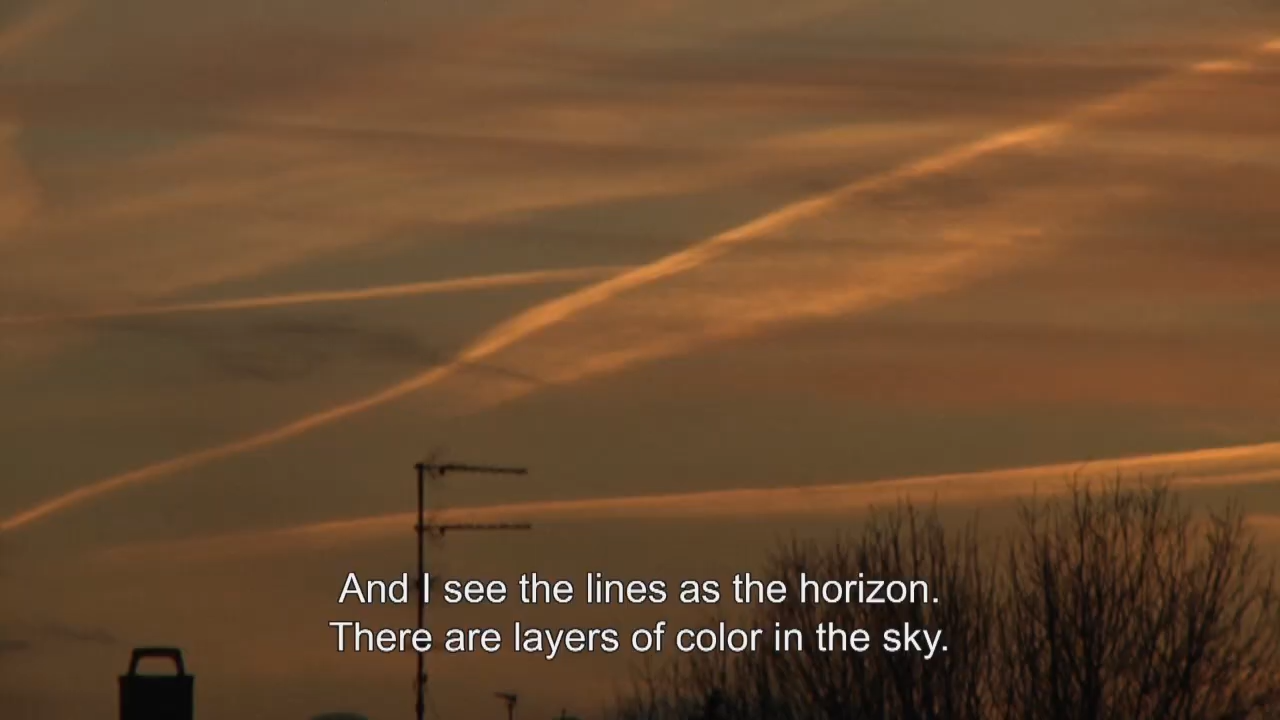 And I see the lines as the horizon.
There are layers of color in the sky.